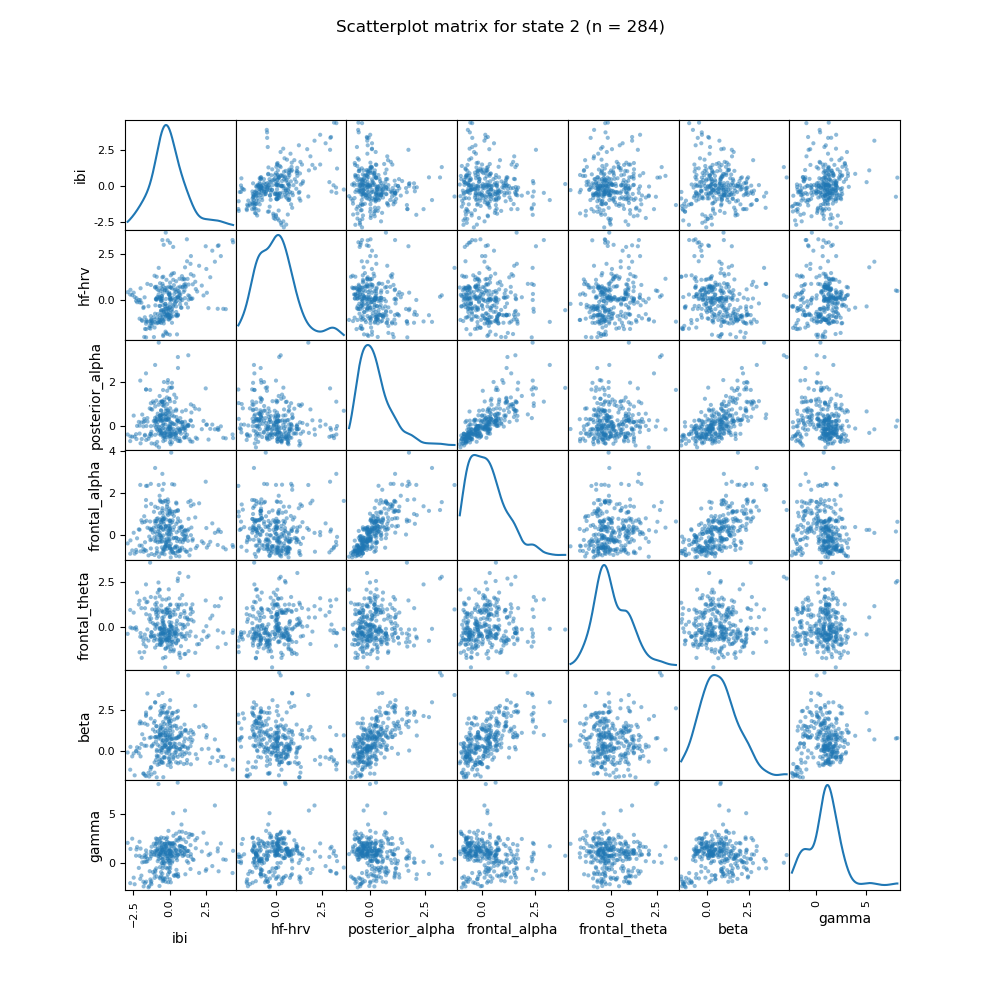 Scatterplot matrix for state 2 (n = 284)
ibi
2.5
0.0
−2.5
hf-hrv
2.5
0.0
posterior_alpha
2
0
frontal_alpha
4
2
0
frontal_theta
2.5
0.0
beta
2.5
0.0
gamma
5
0
−2.5 0.0 2.5 0.0 2.5 0.0 2.5 0.0 2.5 0.0 2.5 0.0 2.5 0 5
ibi hf-hrv posterior_alpha frontal_alpha frontal_theta beta gamma